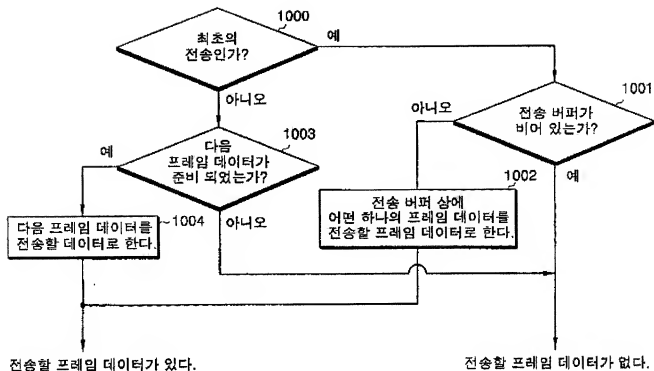 1000
최초의
전송인가?
예
아니오
1001
전송 버퍼가
비어 있는가?
아니오
예
1003
다음
프레임 데이터가
준비 되었는가?
예
아니오
1002
전송 버퍼 상에
어떤 하나의 프레임 데이터를
전송할 프레임 데이터로 한다.
1004
다음 프레임 데이터를
전송할 데이터로 한다.
전송할 프레임 데이터가 있다.
전송할 프레임 데이터가 없다.